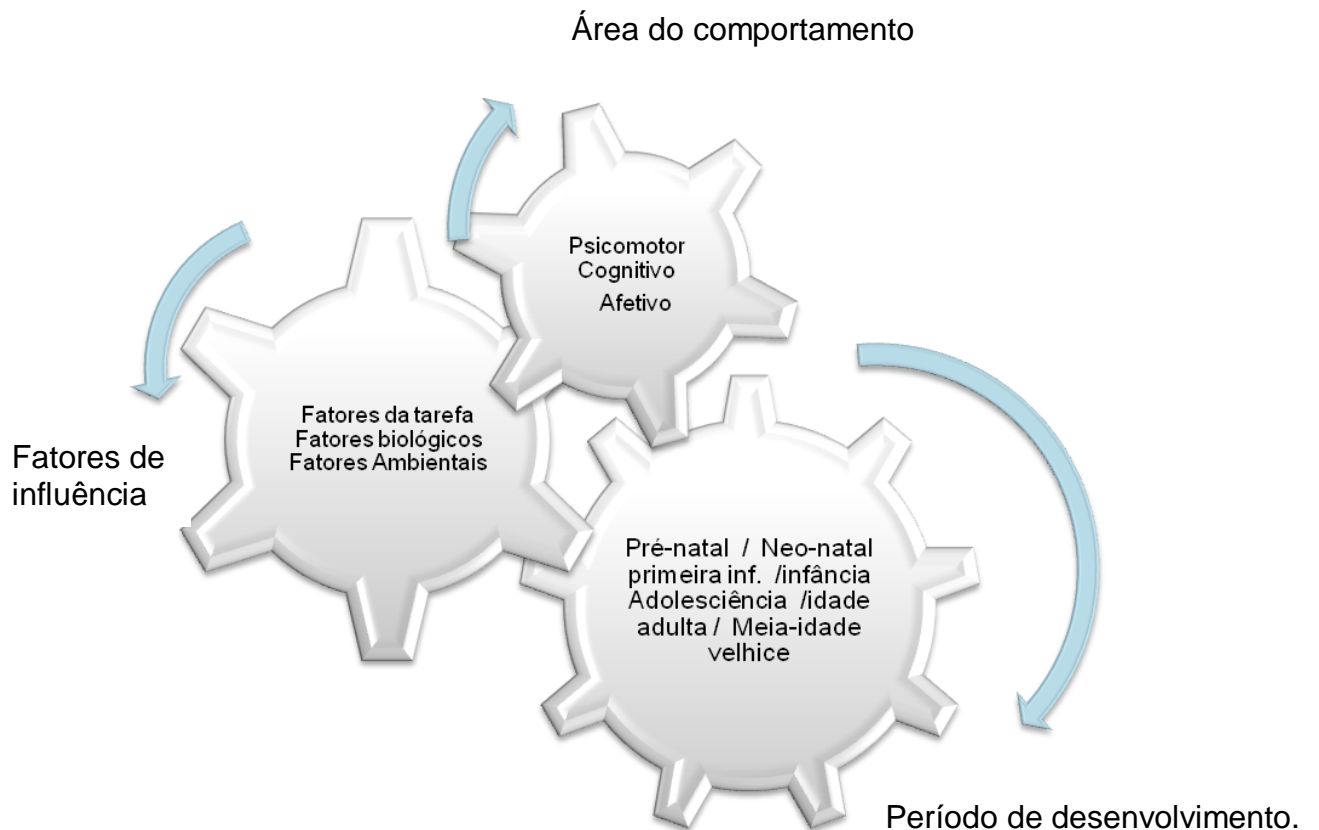 Área do comportamento
Psicomotor
Cognitivo
Afetivo
Fatores da tarefa
Fatores biológicos
Fatores Ambientais
Fatores de
influência
Pré-natal / Neo-natal
primeira inf. /infância
Adolesciência /idade
adulta / Meia-idade
velhice
Período de desenvolvimento.